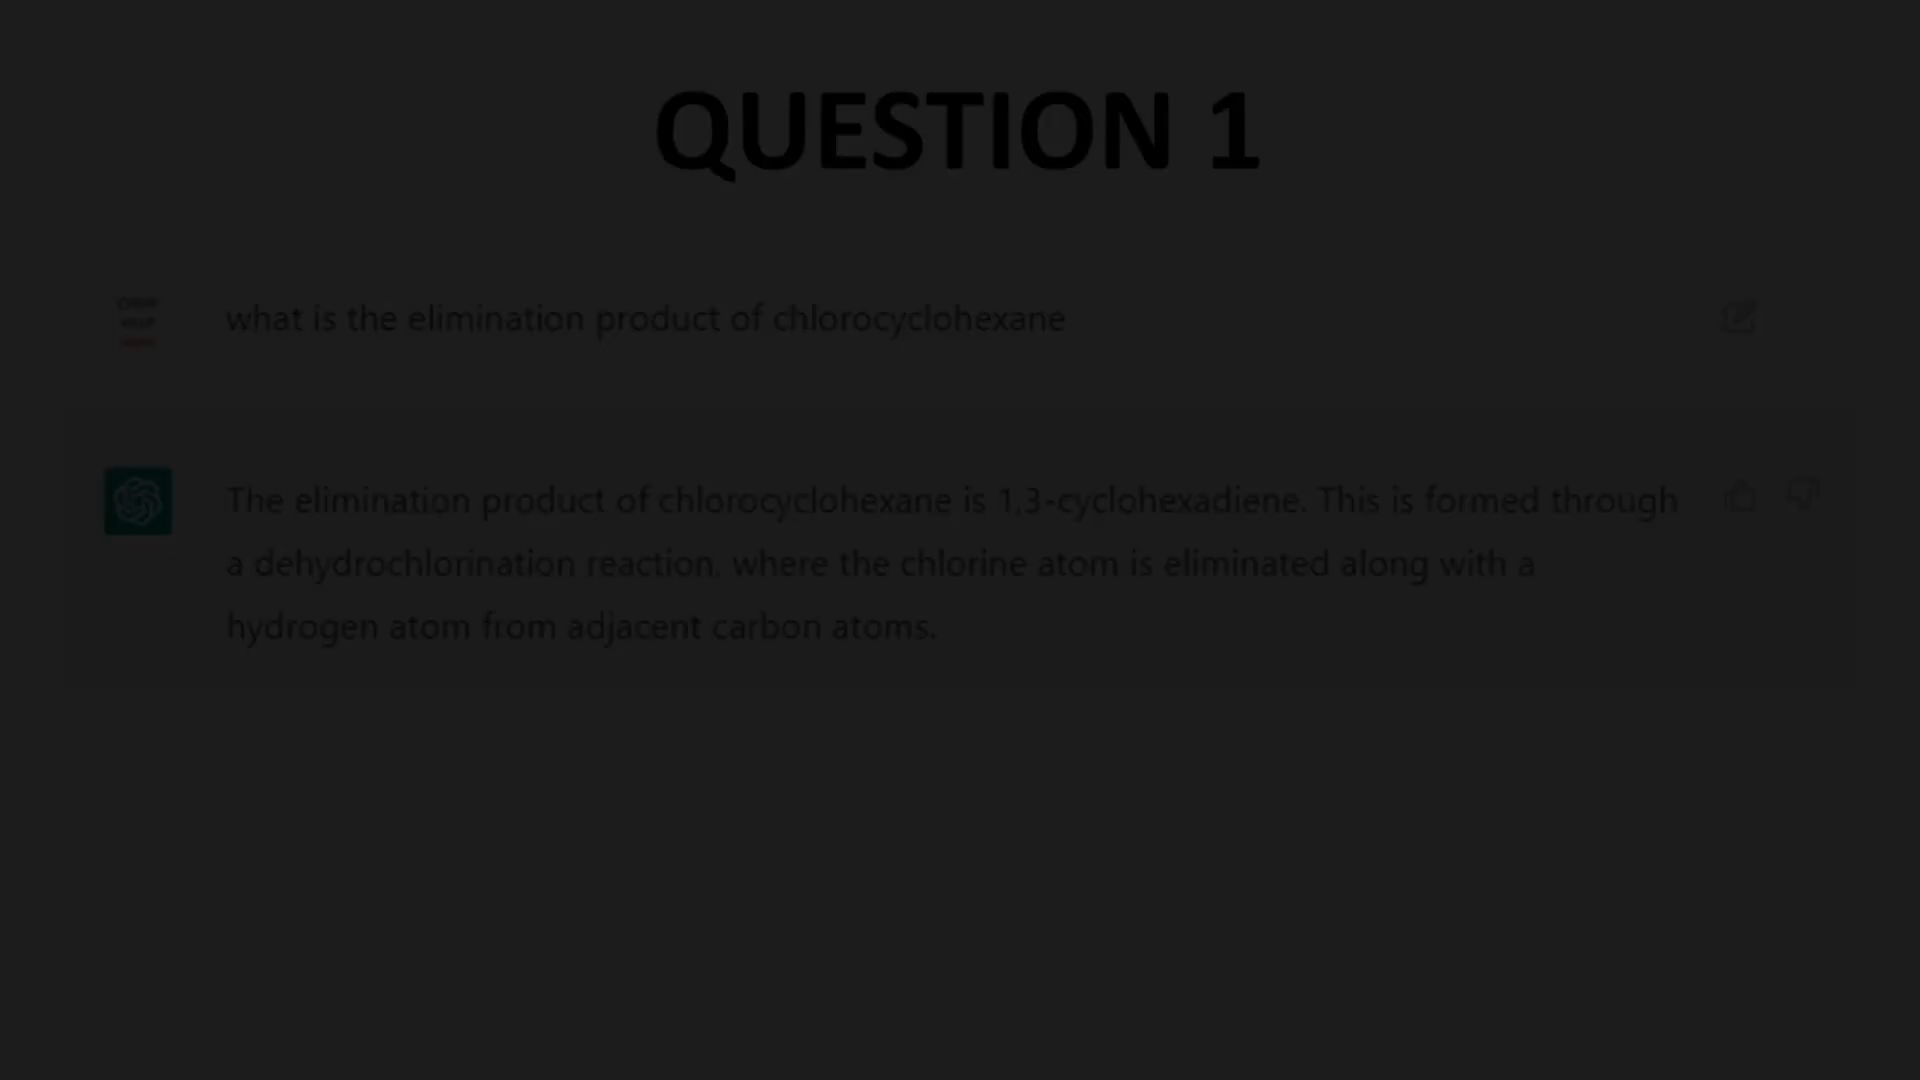 QUESTION 1
what is the elimination product of chlorocyclohexane
The elimination product of chlorocyclohexane is 1,3-cyclohexadiene. This is formed through
a dehydrochlorination reaction, where the chlorine atom is eliminated along with a
hydrogen atom from adjacent carbon atoms.